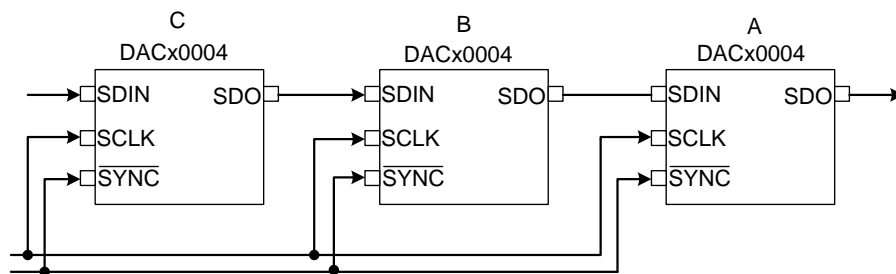 C
DACx0004
SDIN
SDO
SCLK
SYNC
B
DACx0004
SDIN
SDO
SCLK
SYNC
A
DACx0004
SDIN
SDO
SCLK
SYNC